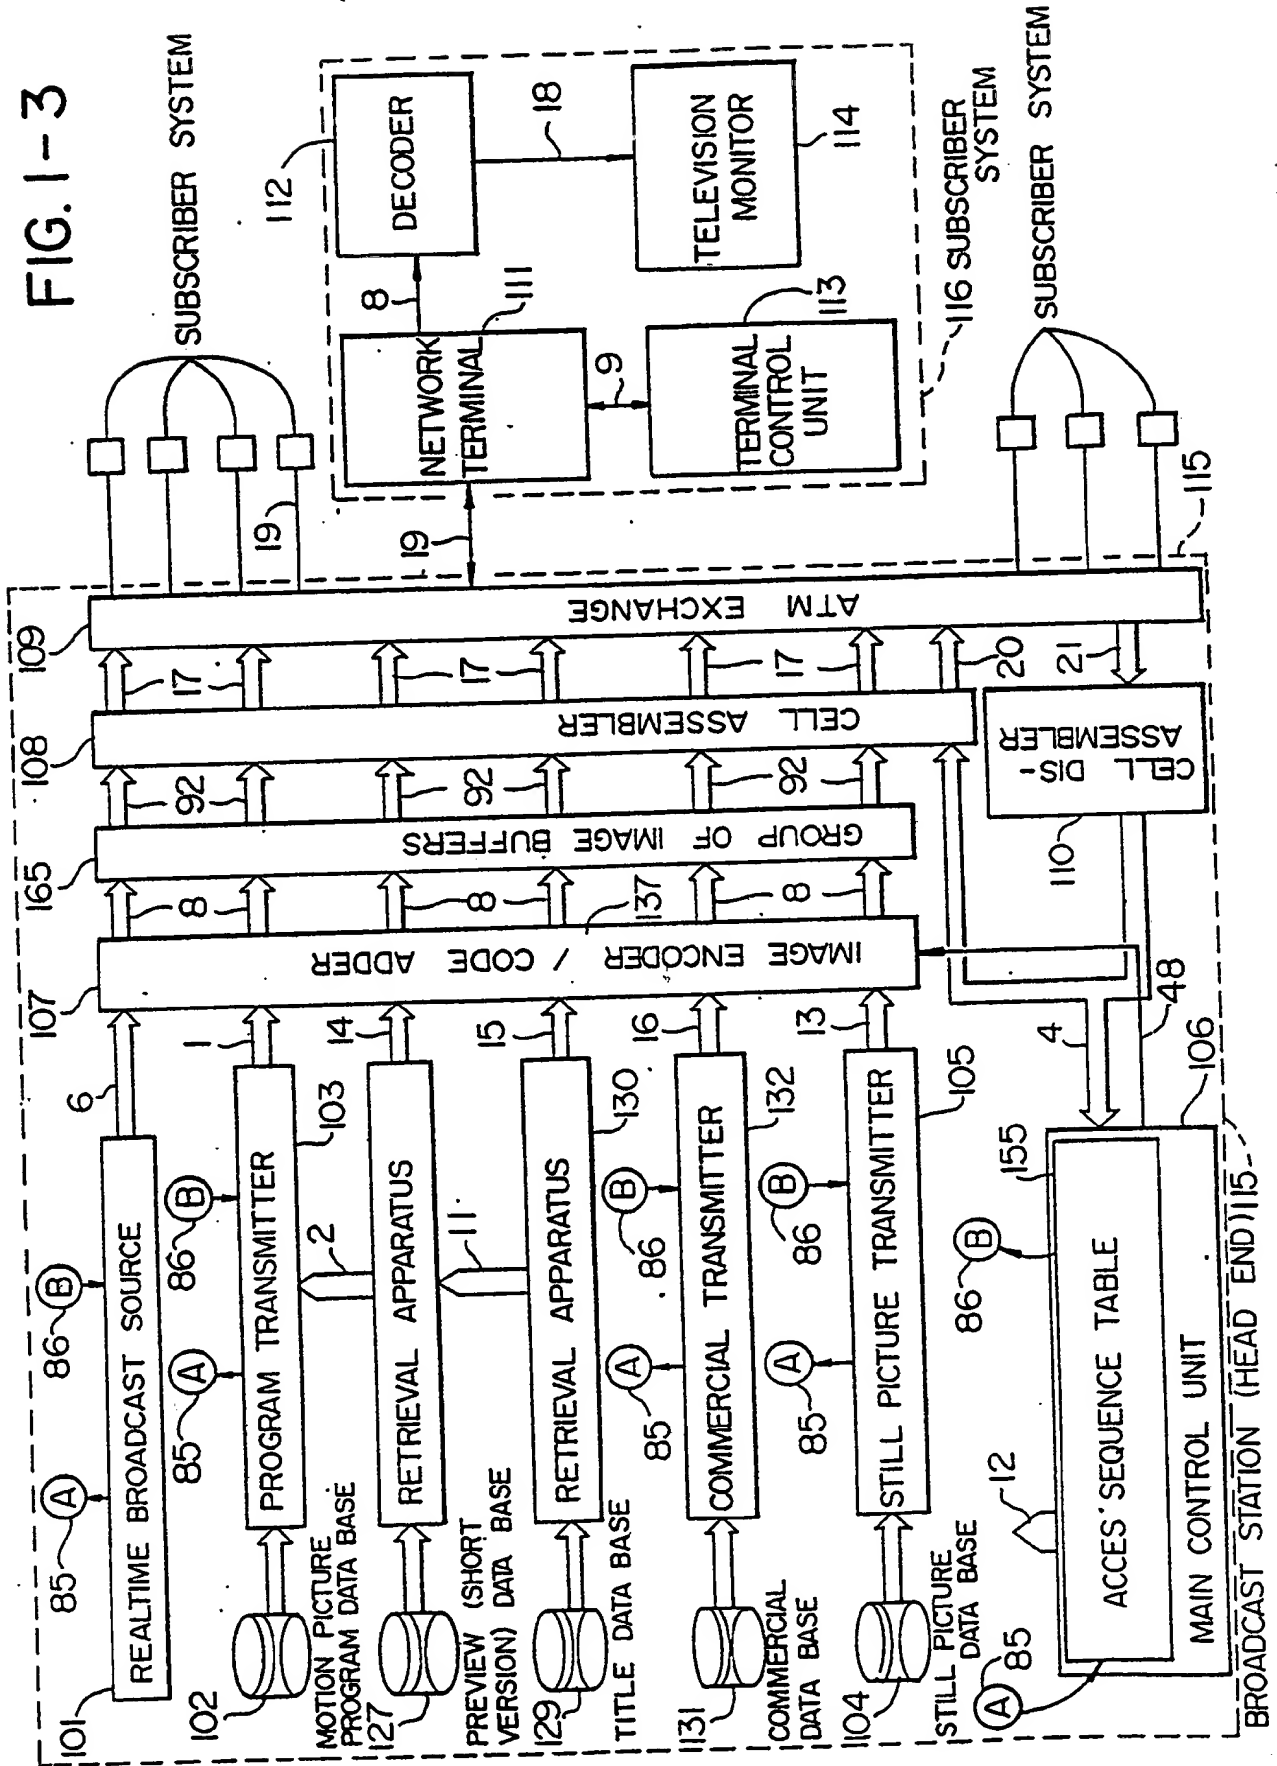 FIG. 1-3
SUBSCRIBER SYSTEM
19
112
DECODER
8
NETWORK
TERMINAL
111
18
9
TELEVISION
MONITOR
114
TERMINAL
CONTROL
UNIT
113
116 SUBSCRIBER
SYSTEM
SUBSCRIBER SYSTEM
19
115
109
ATM EXCHANGE
17
17
17
20
21
108
CELL ASSEMBLER
92
92
92
CELL DIS-
ASSEMBLER
110
165
GROUP OF IMAGE BUFFERS
8
8
8
107
IMAGE ENCODER / CODE ADDER
137
6
1
14
15
16
13
4
48
101
REALTIME BROADCAST SOURCE
A
85
B
86
102
MOTION PICTURE
PROGRAM DATA BASE
PROGRAM TRANSMITTER
103
A
85
B
86
2
127
PREVIEW (SHORT
VERSION) DATA BASE
RETRIEVAL APPARATUS
11
129
TITLE DATA BASE
RETRIEVAL APPARATUS
130
131
COMMERCIAL
DATA BASE
COMMERCIAL TRANSMITTER
132
A
85
B
86
104
STILL PICTURE
DATA BASE
STILL PICTURE TRANSMITTER
105
A
85
B
86
A
85
12
B
86
155
ACCES' SEQUENCE TABLE
MAIN CONTROL UNIT
106
BROADCAST STATION (HEAD END) 115